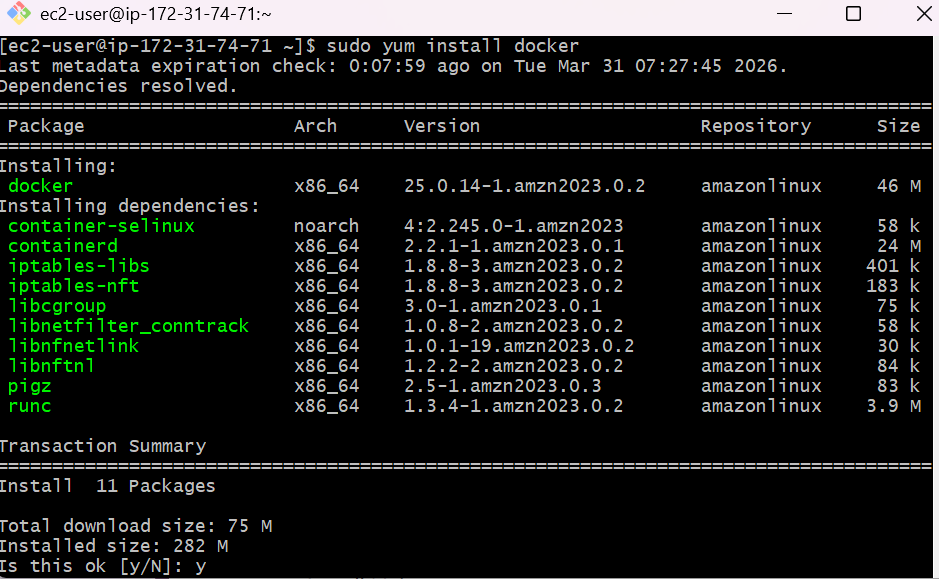 ec2-user@ip-172-31-74-71:~
[ec2-user@ip-172-31-74-71 ~]$ sudo yum install docker
Last metadata expiration check: 0:07:59 ago on Tue Mar 31 07:27:45 2026.
Dependencies resolved.
Package Arch Version Repository Size
Installing:
docker x86_64 25.0.14-1.amzn2023.0.2 amazonlinux 46 M
Installing dependencies:
container-selinux noarch 4:2.245.0-1.amzn2023 amazonlinux 58 k
containerd x86_64 2.2.1-1.amzn2023.0.1 amazonlinux 24 M
iptables-libs x86_64 1.8.8-3.amzn2023.0.2 amazonlinux 401 k
iptables-nft x86_64 1.8.8-3.amzn2023.0.2 amazonlinux 183 k
libcgroup x86_64 3.0-1.amzn2023.0.1 amazonlinux 75 k
libnetfilter_conntrack x86_64 1.0.8-2.amzn2023.0.2 amazonlinux 58 k
libnfnetlink x86_64 1.0.1-19.amzn2023.0.2 amazonlinux 30 k
libnftnl x86_64 1.2.2-2.amzn2023.0.2 amazonlinux 84 k
pigz x86_64 2.5-1.amzn2023.0.3 amazonlinux 83 k
runc x86_64 1.3.4-1.amzn2023.0.2 amazonlinux 3.9 M
Transaction Summary
Install 11 Packages
Total download size: 75 M
Installed size: 282 M
Is this ok [y/N]: y